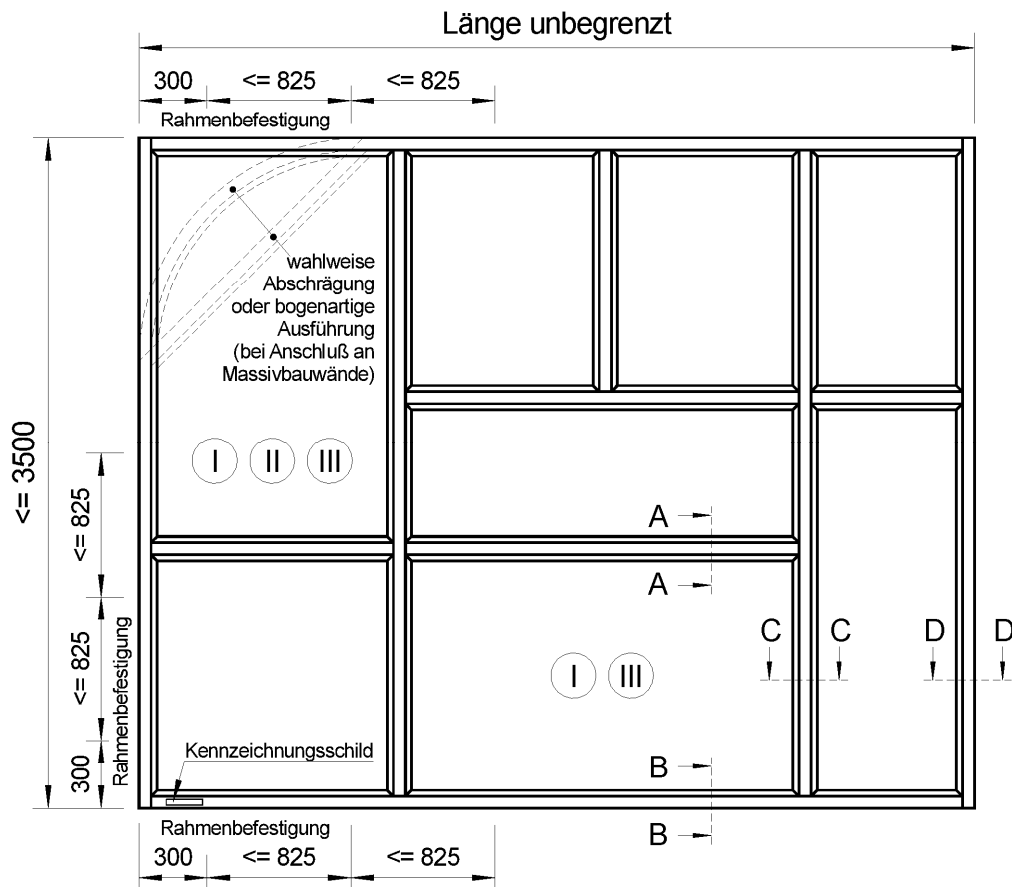 Länge unbegrenzt
300
<= 825
<= 825
Rahmenbefestigung
wahlweise
Abschrägung
oder bogenartige
Ausführung
(bei Anschluß an
Massivbauwände)
<= 3500
<= 825
<= 825
300
Rahmenbefestigung
I II III
A
A
C C D D
I III
Kennzeichnungsschild
B
B
Rahmenbefestigung
300
<= 825
<= 825